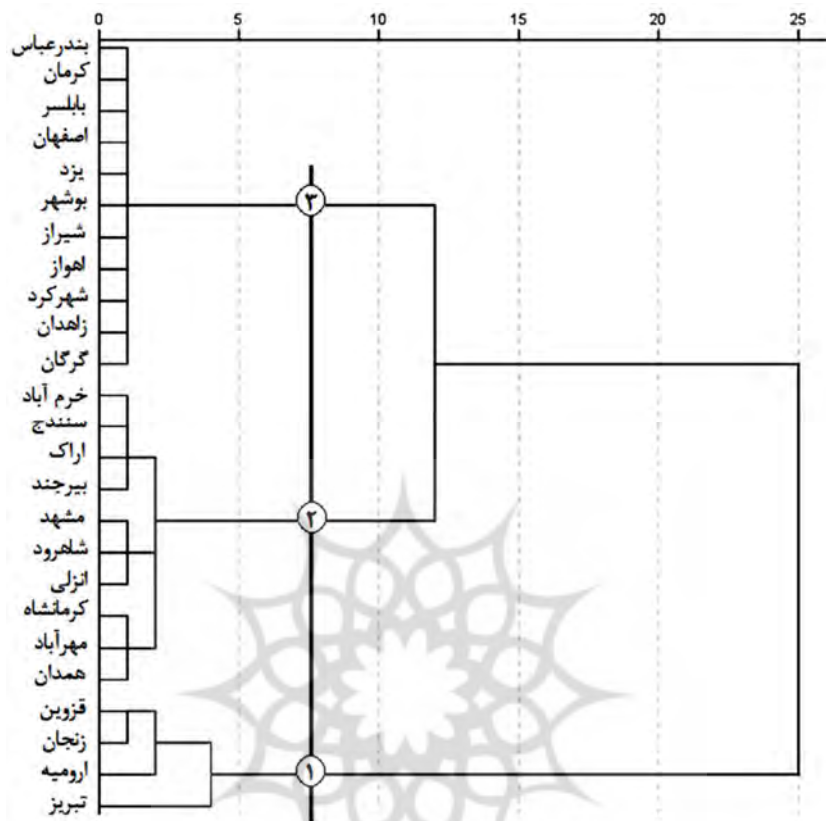 0 5 10 15 20 25
بندرعباس
کرمان
بابلسر
اصفهان
یزد
بوشهر
۳
شیراز
اهواز
شهرکرد
زاهدان
گرگان
خرم آباد
سنندج
اراک
بیرجند
مشهد
۲
شاهرود
انزلی
کرمانشاه
مهرآباد
همدان
قزوین
زنجان
ارومیه
۱
تبریز